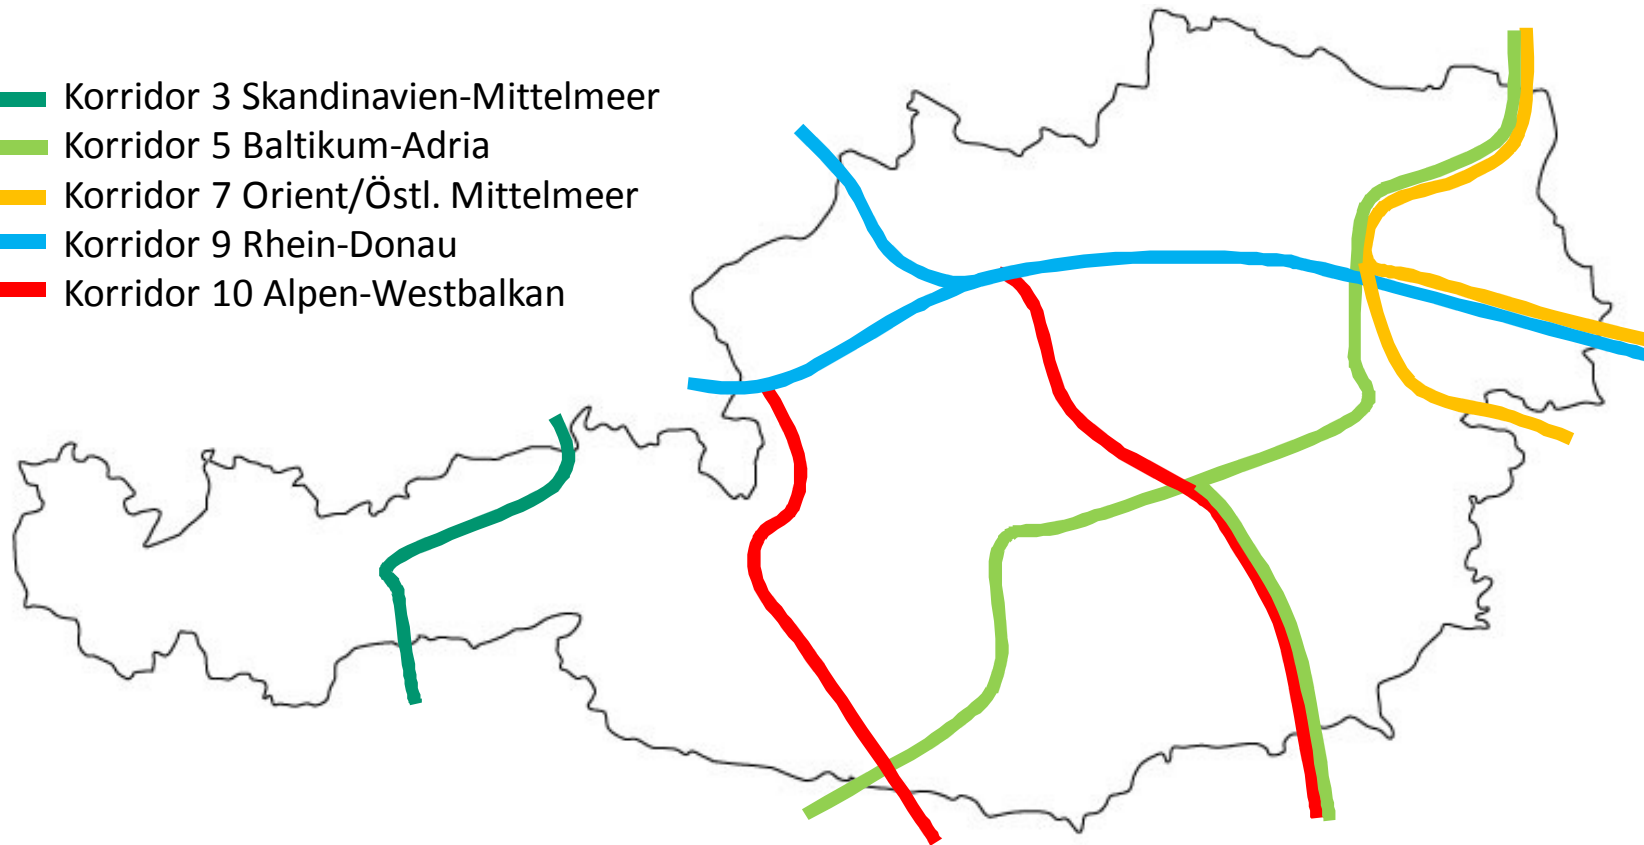 Korridor 3 Skandinavien-Mittelmeer
Korridor 5 Baltikum-Adria
Korridor 7 Orient/Östl. Mittelmeer
Korridor 9 Rhein-Donau
Korridor 10 Alpen-Westbalkan